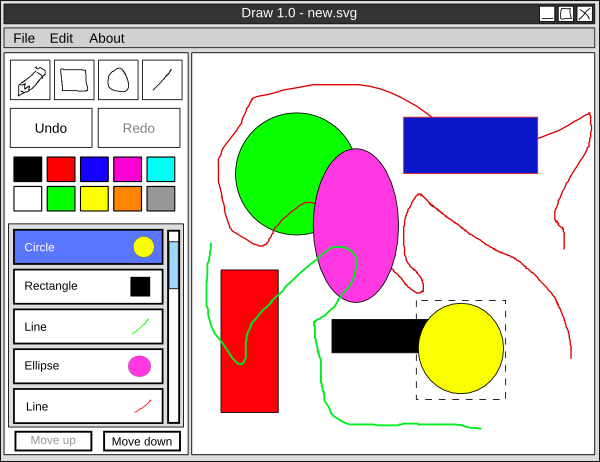 Draw 1.0 - new.svg
File Edit About
Undo Redo
Circle
Rectangle
Line
Ellipse
Line
Move up Move down